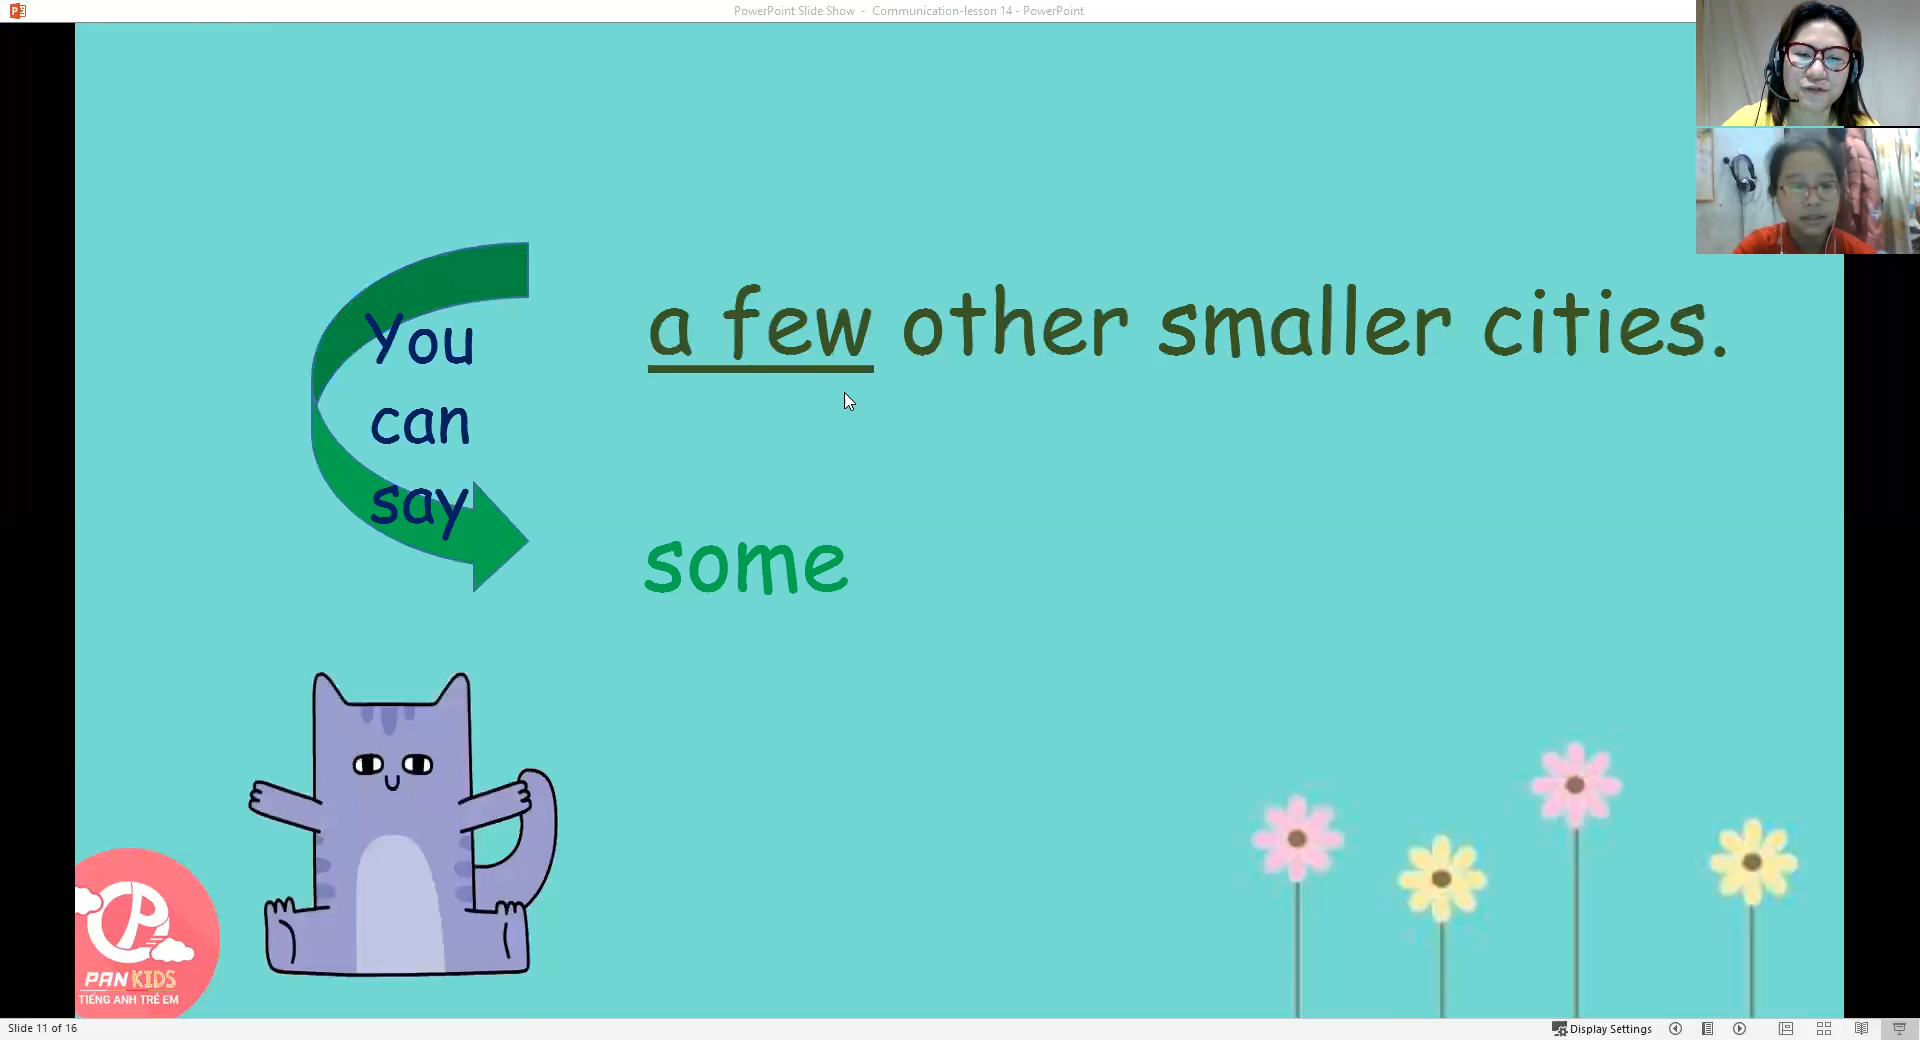 PowerPoint Slide Show - Communication-lesson 14 - PowerPoint
You
can
say
a few other smaller cities.
some
PAN KIDS
TIẾNG ANH TRẺ EM
Slide 11 of 16
Display Settings